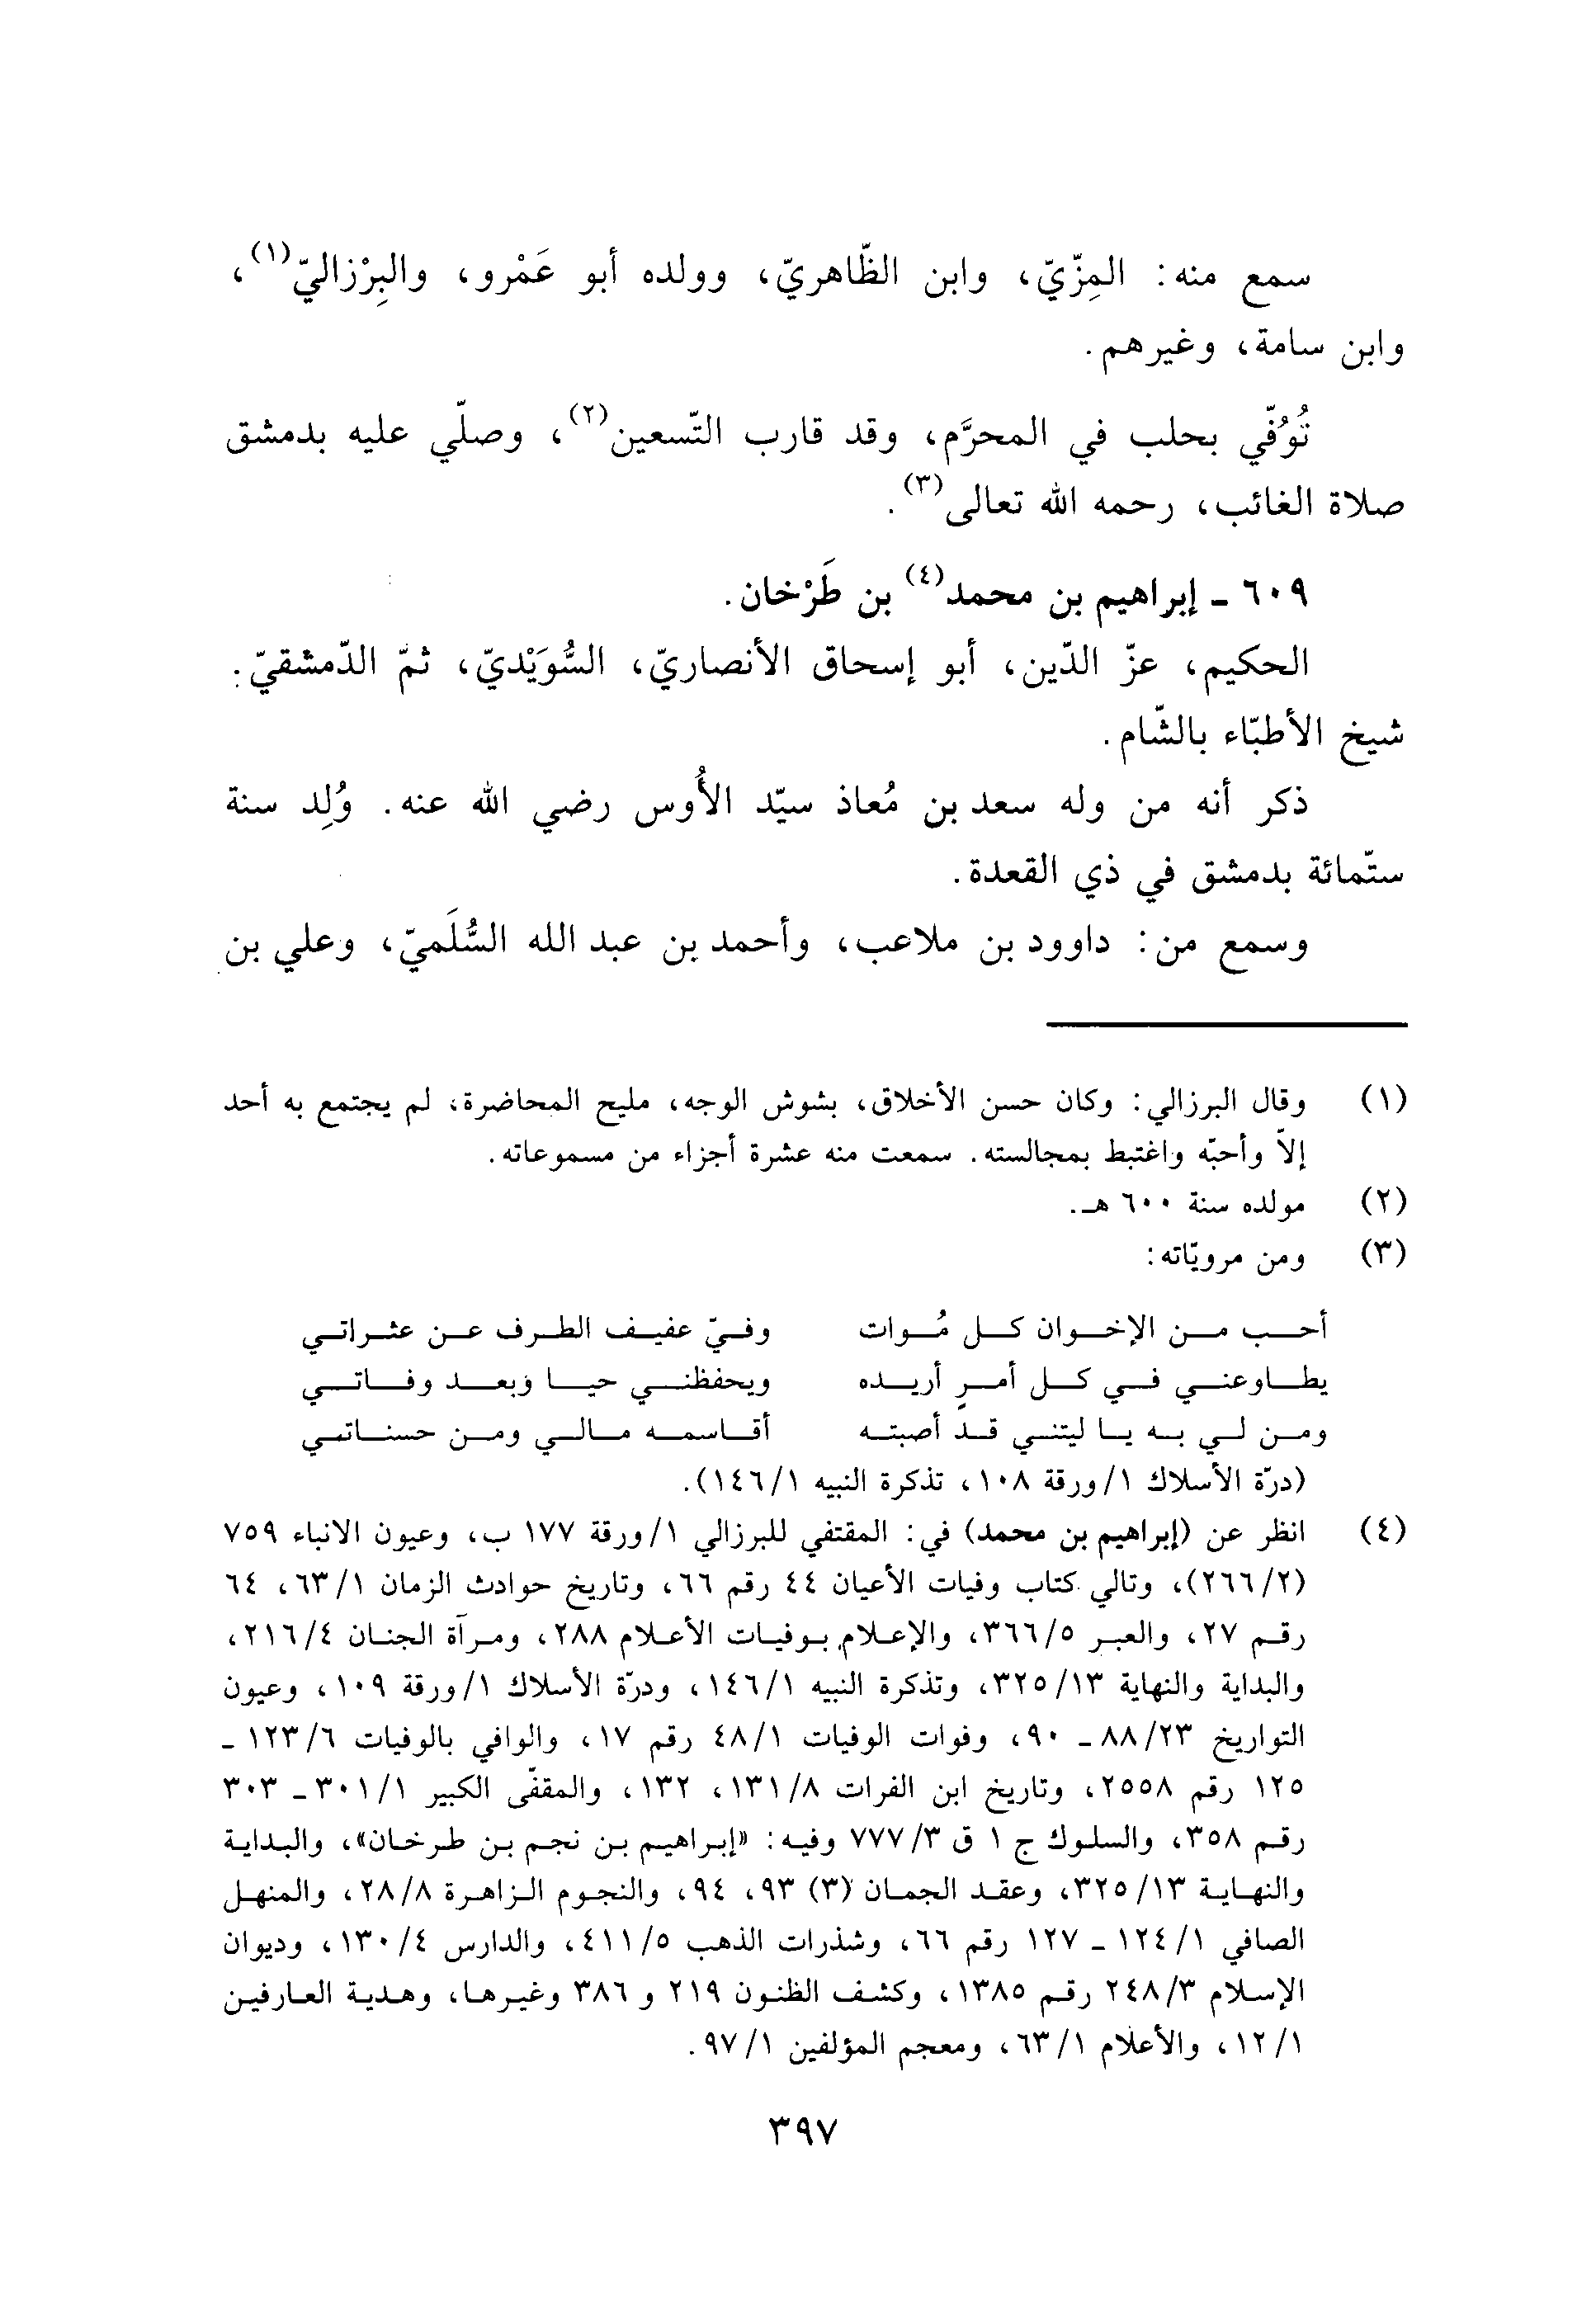 سمع منه: المِزّيّ، وابن الظّاهريّ، وولده أبو عَمْرو، والبِرْزاليّ(١)،
وابن سامة، وغيرهم.
تُوُفّي بحلب في المحرَّم، وقد قارب التّسعين(٢)، وصلّي عليه بدمشق
صلاة الغائب، رحمه الله تعالى(٣).
٦٠٩ - إبراهيم بن محمد(٤) بن طَرْخان.
الحكيم، عزّ الدّين، أبو إسحاق الأنصاريّ، السُّوَيْديّ، ثمّ الدّمشقيّ.
شيخ الأطبّاء بالشّام.
ذكر أنه من وله سعد بن مُعاذ سيّد الأُوس رضي الله عنه. وُلِد سنة
ستّمائة بدمشق في ذي القعدة.
وسمع من: داوود بن ملاعب، وأحمد بن عبد الله السُّلَميّ، وعلي بن
(١) وقال البرزالي: وكان حسن الأخلاق، بشوش الوجه، مليح المحاضرة، لم يجتمع به أحد
إلاّ وأحبّه واغتبط بمجالسته. سمعت منه عشرة أجزاء من مسموعاته.
(٢) مولده سنة ٦٠٠ هـ.
(٣) ومن مرويّاته:
أحب من الإخوان كل مُوات وفيّ عفيف الطرف عن عثراتي
يطاوعني في كل أمرٍ أريده ويحفظني حيا وبعد وفاتي
ومن لي به يا ليتني قد أصبته أقاسمه مالي ومن حسناتي
(درّة الأسلاك ١/ورقة ١٠٨، تذكرة النبيه ١/١٤٦).
(٤) انظر عن (إبراهيم بن محمد) في: المقتفي للبرزالي ١/ورقة ١٧٧ ب، وعيون الانباء ٧٥٩
(٢/٢٦٦)، وتالي كتاب وفيات الأعيان ٤٤ رقم ٦٦، وتاريخ حوادث الزمان ١/٦٣، ٦٤
رقم ٢٧، والعبر ٥/٣٦٦، والإعلام بوفيات الأعلام ٢٨٨، ومرآة الجنان ٤/٢١٦،
والبداية والنهاية ١٣/٣٢٥، وتذكرة النبيه ١/١٤٦، ودرّة الأسلاك ١/ورقة ١٠٩، وعيون
التواريخ ٢٣/٨٨ - ٩٠، وفوات الوفيات ١/٤٨ رقم ١٧، والوافي بالوفيات ٦/١٢٣ -
١٢٥ رقم ٢٥٥٨، وتاريخ ابن الفرات ٨/١٣١، ١٣٢، والمقفّى الكبير ١/٣٠١ - ٣٠٣
رقم ٣٥٨، والسلوك ج ١ ق ٣/٧٧٧ وفيه: «إبراهيم بن نجم بن طرخان»، والبداية
والنهاية ١٣/٣٢٥، وعقد الجمان (٣) ٩٣، ٩٤، والنجوم الزاهرة ٨/٢٨، والمنهل
الصافي ١/١٢٤ - ١٢٧ رقم ٦٦، وشذرات الذهب ٥/٤١١، والدارس ٤/١٣٠، وديوان
الإسلام ٣/٢٤٨ رقم ١٣٨٥، وكشف الظنون ٢١٩ و ٣٨٦ وغيرها، وهدية العارفين
١/١٢، والأعلام ١/٦٣، ومعجم المؤلفين ١/٩٧.
٣٩٧